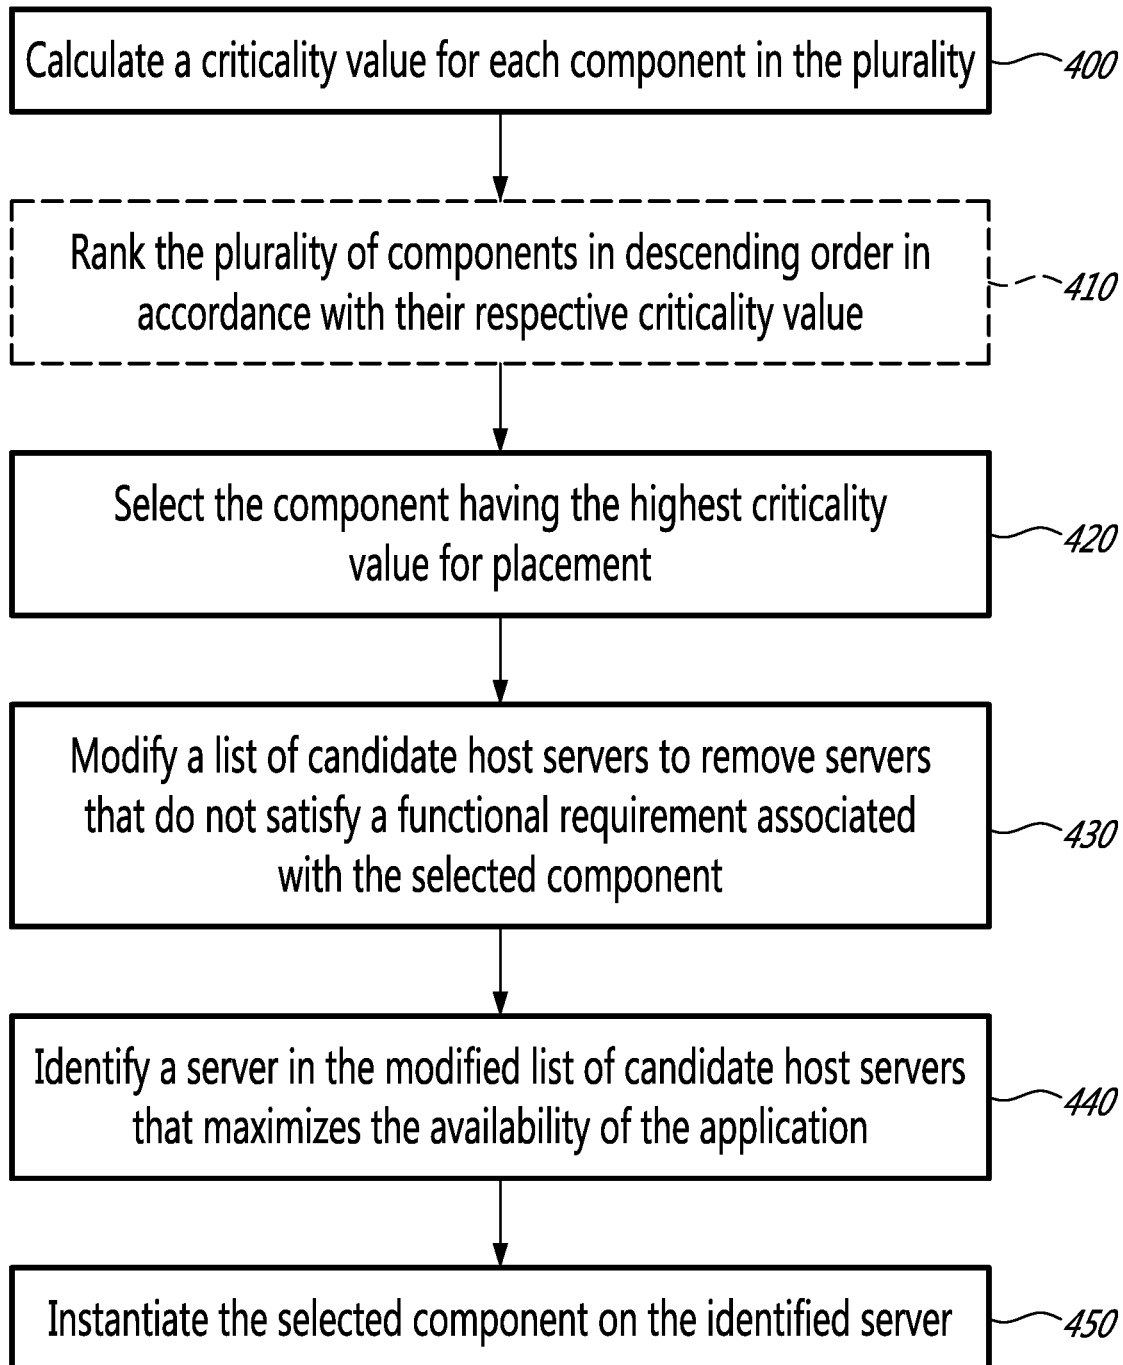 Calculate a criticality value for each component in the plurality
400
Rank the plurality of components in descending order in
accordance with their respective criticality value
410
Select the component having the highest criticality
value for placement
420
Modify a list of candidate host servers to remove servers
that do not satisfy a functional requirement associated
with the selected component
430
Identify a server in the modified list of candidate host servers
that maximizes the availability of the application
440
Instantiate the selected component on the identified server
450